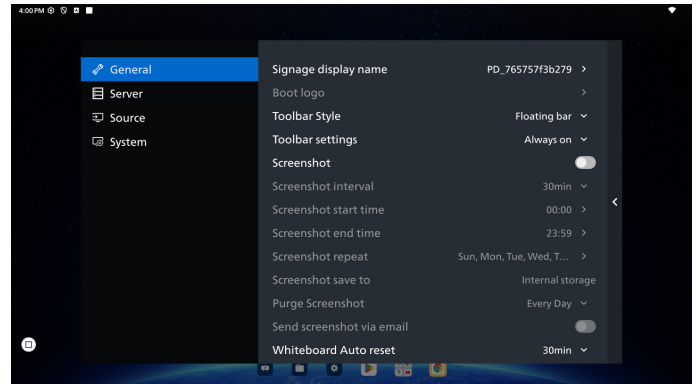 4:00 PM
General
Server
Source
System
Signage display name PD_765757f3b279
Boot logo
Toolbar Style Floating bar
Toolbar settings Always on
Screenshot
Screenshot interval 30min
Screenshot start time 00:00
Screenshot end time 23:59
Screenshot repeat Sun, Mon, Tue, Wed, T...
Screenshot save to Internal storage
Purge Screenshot Every Day
Send screenshot via email
Whiteboard Auto reset 30min